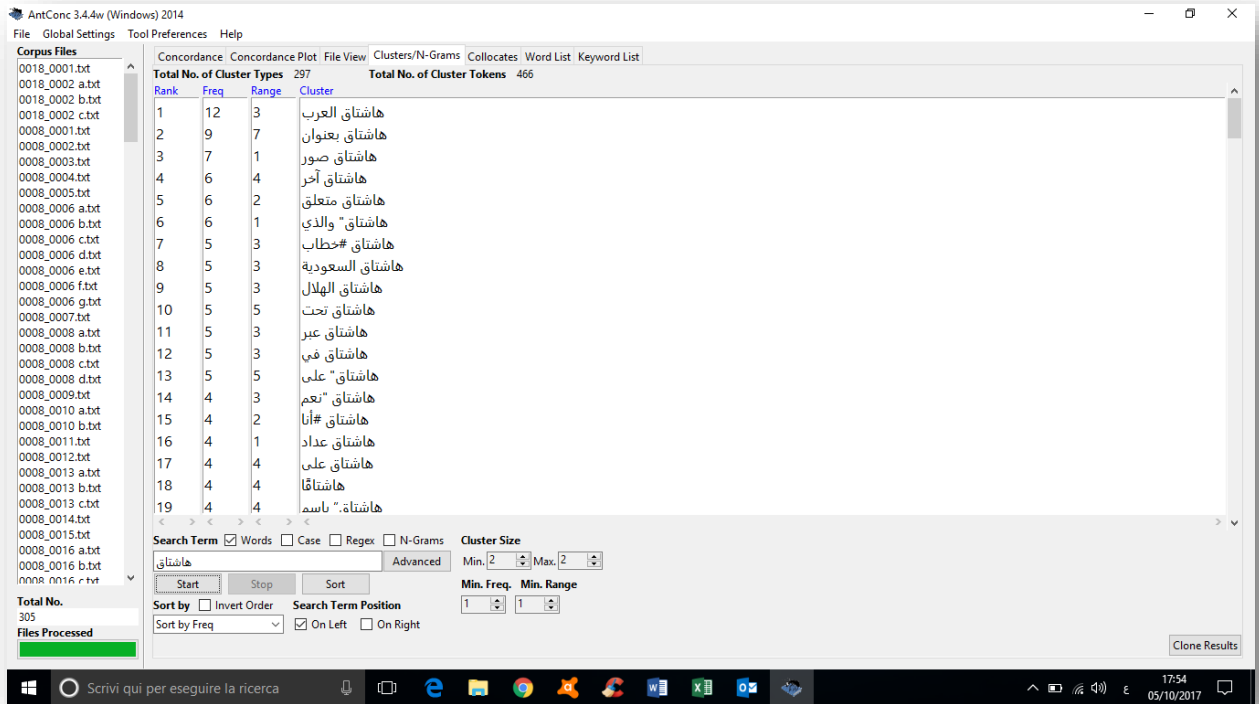 AntConc 3.4.4w (Windows) 2014
File Global Settings Tool Preferences Help
Corpus Files
0018_0001.txt
0018_0002 a.txt
0018_0002 b.txt
0018_0002 c.txt
0008_0001.txt
0008_0002.txt
0008_0003.txt
0008_0004.txt
0008_0005.txt
0008_0006 a.txt
0008_0006 b.txt
0008_0006 c.txt
0008_0006 d.txt
0008_0006 e.txt
0008_0006 f.txt
0008_0006 g.txt
0008_0007.txt
0008_0008 a.txt
0008_0008 b.txt
0008_0008 c.txt
0008_0008 d.txt
0008_0009.txt
0008_0010 a.txt
0008_0010 b.txt
0008_0011.txt
0008_0012.txt
0008_0013 a.txt
0008_0013 b.txt
0008_0013 c.txt
0008_0014.txt
0008_0015.txt
0008_0016 a.txt
0008_0016 b.txt
0008_0016 c.txt
Total No.
305
Files Processed
Concordance Concordance Plot File View Clusters/N-Grams Collocates Word List Keyword List
Total No. of Cluster Types 297 Total No. of Cluster Tokens 466
Rank Freq Range Cluster
1 12 3 هاشتاق العرب
2 9 7 هاشتاق بعنوان
3 7 1 هاشتاق صور
4 6 4 هاشتاق آخر
5 6 2 هاشتاق متعلق
6 6 1 هاشتاق" والذي
7 5 3 هاشتاق #خطاب
8 5 3 هاشتاق السعودية
9 5 3 هاشتاق الهلال
10 5 5 هاشتاق تحت
11 5 3 هاشتاق عبر
12 5 3 هاشتاق في
13 5 5 هاشتاق" على
14 4 3 هاشتاق "نعم
15 4 2 هاشتاق #أنا
16 4 1 هاشتاق عداد
17 4 4 هاشتاق على
18 4 4 هاشتاقًا
19 4 4 هاشتاق" باسم
Search Term Words Case Regex N-Grams Cluster Size
هاشتاق Advanced Min. 2 Max. 2
Start Stop Sort Min. Freq. Min. Range
Sort by Invert Order Search Term Position 1 1
Sort by Freq On Left On Right
Clone Results
Scrivi qui per eseguire la ricerca
ع 17:54
05/10/2017